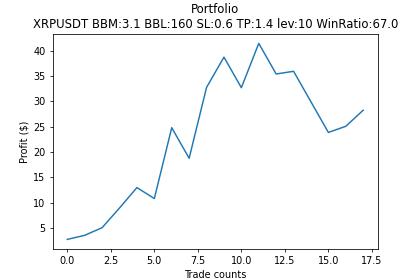 Portfolio
XRPUSDT BBM:3.1 BBL:160 SL:0.6 TP:1.4 lev:10 WinRatio:67.0
40
35
30
25
20
15
10
5
Profit ($)
0.0 2.5 5.0 7.5 10.0 12.5 15.0 17.5
Trade counts